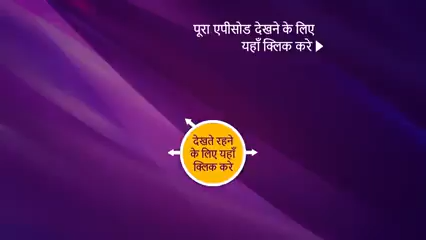 पूरा एपीसोड देखने के लिए
यहाँ क्लिक करे
देखते रहने
के लिए यहाँ
क्लिक करे